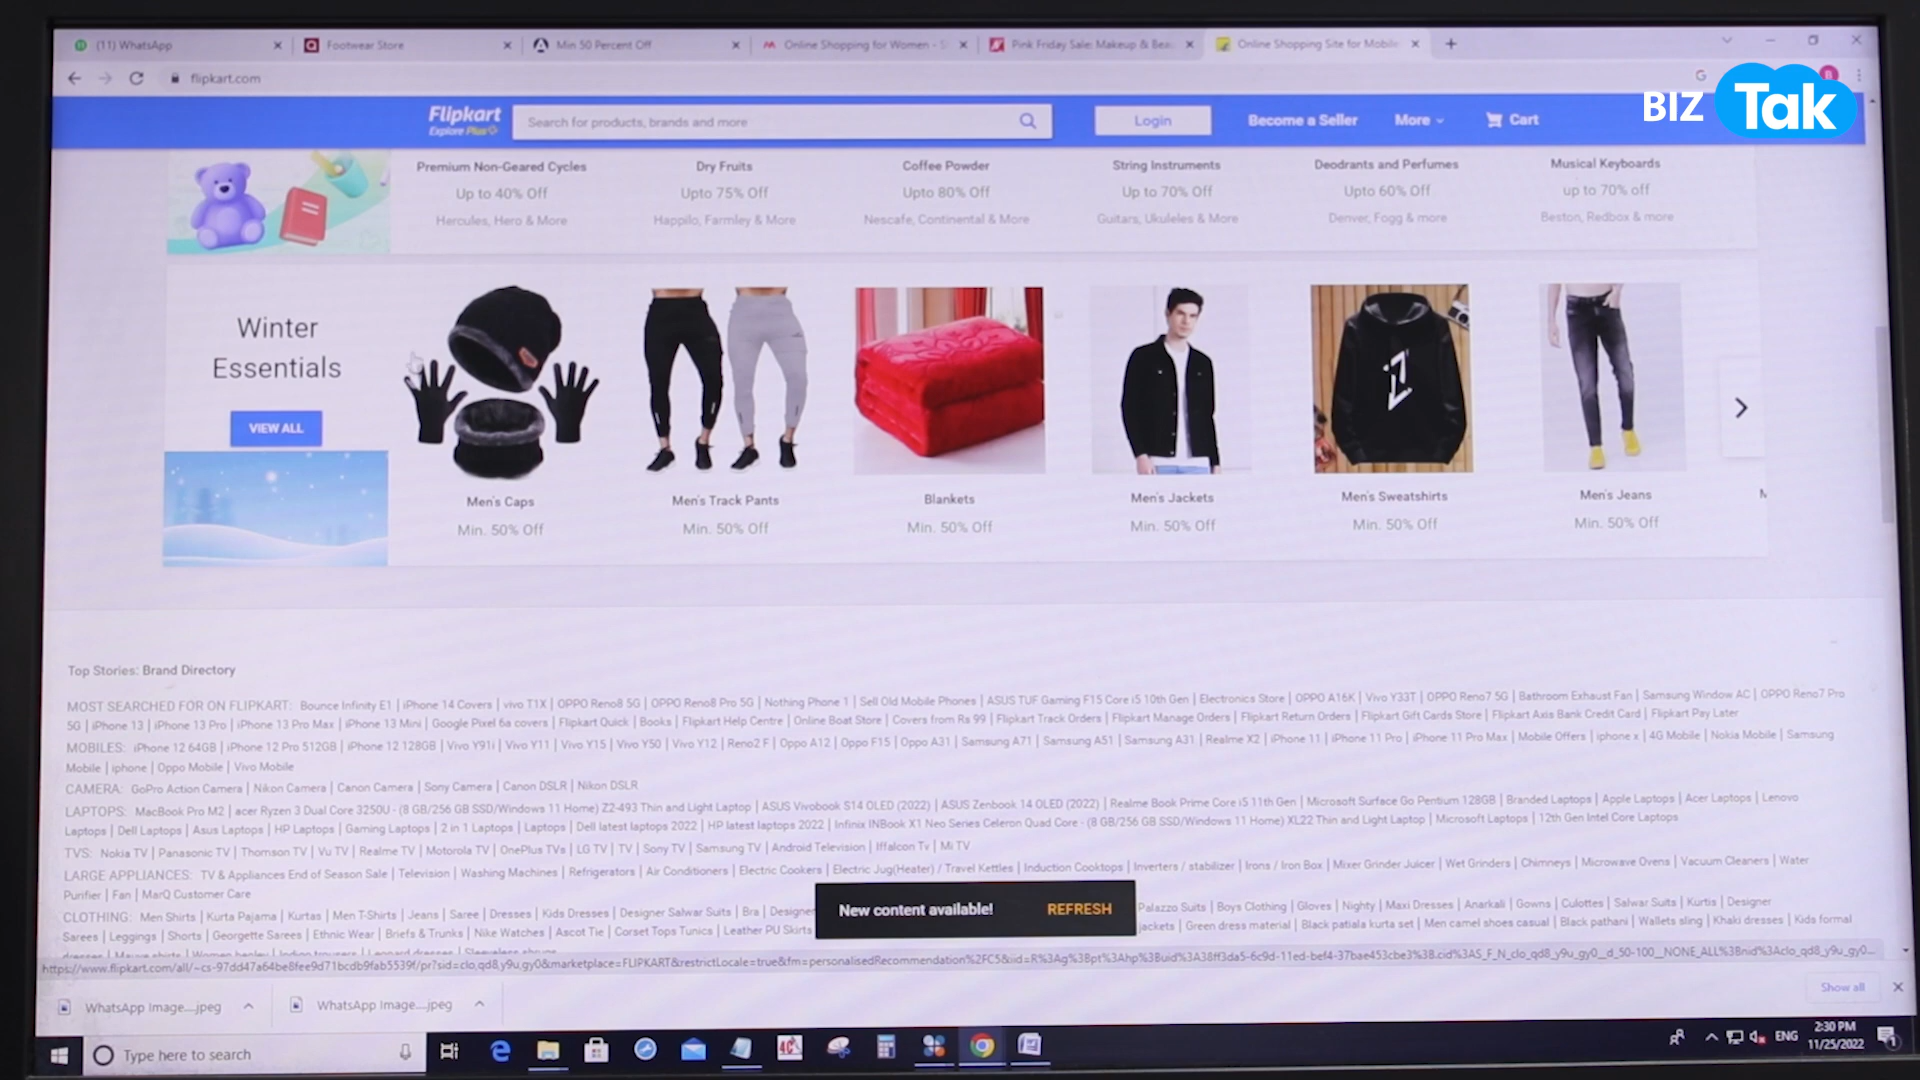 (11) WhatsApp
Footwear Store
Min 50 Percent Off
Online Shopping for Women - S
Pink Friday Sale: Makeup & Bea
Online Shopping Site for Mobile
flipkart.com
BIZ Tak
Flipkart
Explore Plus
Search for products, brands and more
Login
Become a Seller
More
Cart
Premium Non-Geared Cycles
Up to 40% Off
Hercules, Hero & More
Dry Fruits
Upto 75% Off
Happilo, Farmley & More
Coffee Powder
Upto 80% Off
Nescafe, Continental & More
String Instruments
Up to 70% Off
Guitars, Ukuleles & More
Deodrants and Perfumes
Upto 60% Off
Denver, Fogg & more
Musical Keyboards
up to 70% off
Beston, Redbox & more
Winter
Essentials
VIEW ALL
Men's Caps
Min. 50% Off
Men's Track Pants
Min. 50% Off
Blankets
Min. 50% Off
Men's Jackets
Min. 50% Off
Men's Sweatshirts
Min. 50% Off
Men's Jeans
Min. 50% Off
Top Stories: Brand Directory
MOST SEARCHED FOR ON FLIPKART: Bounce Infinity E1 | iPhone 14 Covers | vivo T1X | OPPO Reno8 5G | OPPO Reno8 Pro 5G | Nothing Phone 1 | Sell Old Mobile Phones | ASUS TUF Gaming F15 Core i5 10th Gen | Electronics Store | OPPO A16K | Vivo Y33T | OPPO Reno7 5G | Bathroom Exhaust Fan | Samsung Window AC | OPPO Reno7 Pro
5G | iPhone 13 | iPhone 13 Pro | iPhone 13 Pro Max | iPhone 13 Mini | Google Pixel 6a covers | Flipkart Quick | Books | Flipkart Help Centre | Online Boat Store | Covers from Rs 99 | Flipkart Track Orders | Flipkart Manage Orders | Flipkart Return Orders | Flipkart Gift Cards Store | Flipkart Axis Bank Credit Card | Flipkart Pay Later
MOBILES: iPhone 12 64GB | iPhone 12 Pro 512GB | iPhone 12 128GB | Vivo Y91i | Vivo Y11 | Vivo Y15 | Vivo Y50 | Vivo Y12 | Reno2 F | Oppo A12 | Oppo F15 | Oppo A31 | Samsung A71 | Samsung A51 | Samsung A31 | Realme X2 | iPhone 11 | iPhone 11 Pro | iPhone 11 Pro Max | Mobile Offers | iphone x | 4G Mobile | Nokia Mobile | Samsung
Mobile | iphone | Oppo Mobile | Vivo Mobile
CAMERA: GoPro Action Camera | Nikon Camera | Canon Camera | Sony Camera | Canon DSLR | Nikon DSLR
LAPTOPS: MacBook Pro M2 | acer Ryzen 3 Dual Core 3250U - (8 GB/256 GB SSD/Windows 11 Home) Z2-493 Thin and Light Laptop | ASUS Vivobook S14 OLED (2022) | ASUS Zenbook 14 OLED (2022) | Realme Book Prime Core i5 11th Gen | Microsoft Surface Go Pentium 128GB | Branded Laptops | Apple Laptops | Acer Laptops | Lenovo
Laptops | Dell Laptops | Asus Laptops | HP Laptops | Gaming Laptops | 2 in 1 Laptops | Laptops | Dell latest laptops 2022 | HP latest laptops 2022 | Infinix INBook X1 Neo Series Celeron Quad Core - (8 GB/256 GB SSD/Windows 11 Home) XL22 Thin and Light Laptop | Microsoft Laptops | 12th Gen Intel Core Laptops
TVS: Nokia TV | Panasonic TV | Thomson TV | Vu TV | Realme TV | Motorola TV | OnePlus TVs | LG TV | TV | Sony TV | Samsung TV | Android Television | Iffalcon Tv | Mi TV
LARGE APPLIANCES: TV & Appliances End of Season Sale | Television | Washing Machines | Refrigerators | Air Conditioners | Electric Cookers | Electric Jug(Heater) / Travel Kettles | Induction Cooktops | Inverters / stabilizer | Irons / Iron Box | Mixer Grinder Juicer | Wet Grinders | Chimneys | Microwave Ovens | Vacuum Cleaners | Water
Purifier | Fan | MarQ Customer Care
CLOTHING: Men Shirts | Kurta Pajama | Kurtas | Men T-Shirts | Jeans | Saree | Dresses | Kids Dresses | Designer Salwar Suits | Bra | Designer
Palazzo Suits | Boys Clothing | Gloves | Nighty | Maxi Dresses | Anarkali | Gowns | Culottes | Salwar Suits | Kurtis | Designer
Sarees | Leggings | Shorts | Georgette Sarees | Ethnic Wear | Briefs & Trunks | Nike Watches | Ascot Tie | Corset Tops Tunics | Leather PU Skirts
jackets | Green dress material | Black patiala kurta set | Men camel shoes casual | Black pathani | Wallets sling | Khaki dresses | Kids formal
New content available!
REFRESH
WhatsApp Image....jpeg
WhatsApp Image....jpeg
Show all
Type here to search
ENG
2:30 PM
11/25/2022